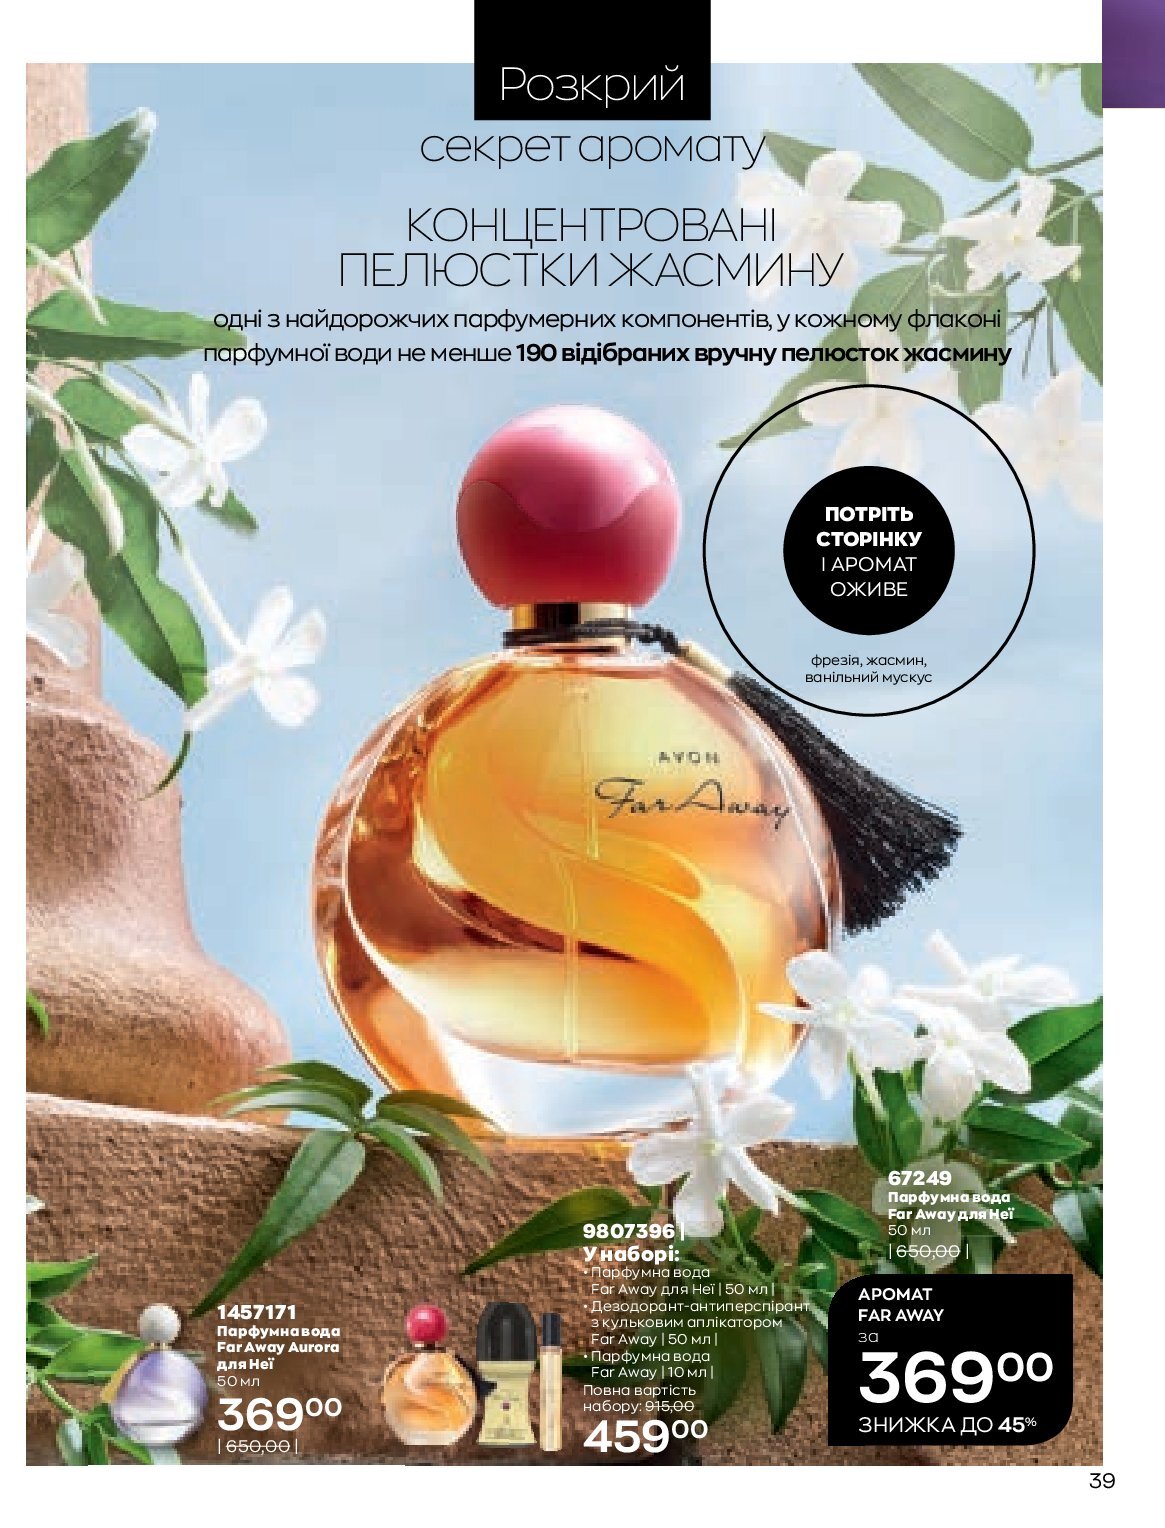 Розкрий
секрет аромату
КОНЦЕНТРОВАНІ
ПЕЛЮСТКИ ЖАСМИНУ
одні з найдорожчих парфумерних компонентів, у кожному флаконі
парфумної води не менше 190 відібраних вручну пелюсток жасмину
ПОТРІТЬ
СТОРІНКУ
І АРОМАТ
ОЖИВЕ
фрезія, жасмин,
ванільний мускус
AVON
Far Away
67249
Парфумна вода
Far Away для Неї
50 мл
| 650,00 |
АРОМАТ
FAR AWAY
за
369 00
ЗНИЖКА ДО 45%
9807396 |
У наборі:
• Парфумна вода
Far Away для Неї | 50 мл |
• Дезодорант-антиперспірант
з кульковим аплікатором
Far Away | 50 мл |
• Парфумна вода
Far Away | 10 мл |
Повна вартість
набору: 915,00
459 00
1457171
Парфумна вода
Far Away Aurora
для Неї
50 мл
369 00
| 650,00 |
39